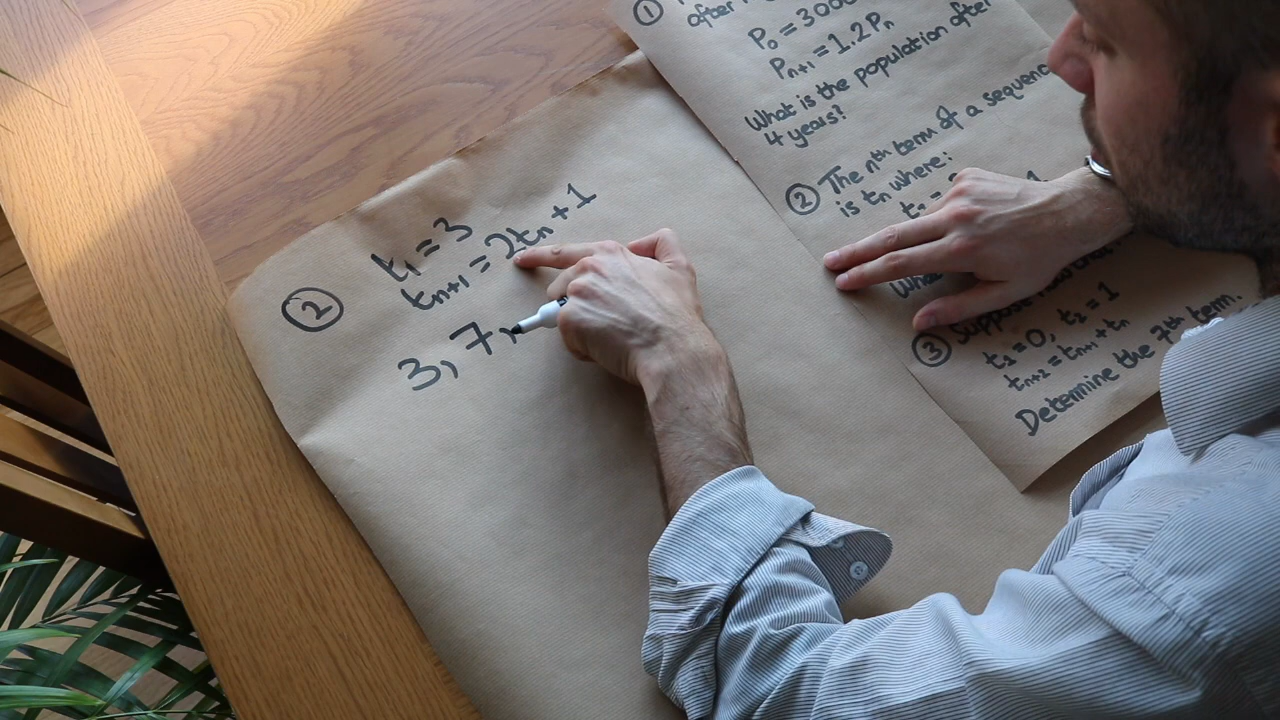 ②
t₁ = 3
tₙ₊₁ = 2tₙ + 1
3, 7,
①
after
P₀ = 3000
Pₙ₊₁ = 1.2Pₙ
What is the population after
4 years?
② The nᵗʰ term of a sequenc
is tₙ where:
③ Suppose
t₁ = 0, t₂ = 1
tₙ₊₂ = tₙ₊₁ + tₙ
Determine the 7ᵗʰ term.